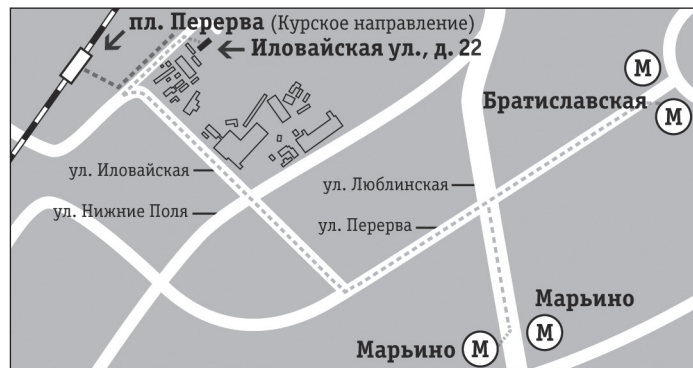 пл. Перерва (Курское направление)
Иловайская ул., д. 22
М
Братиславская
М
ул. Иловайская
ул. Люблинская
ул. Нижние Поля
ул. Перерва
Марьино
М
Марьино М